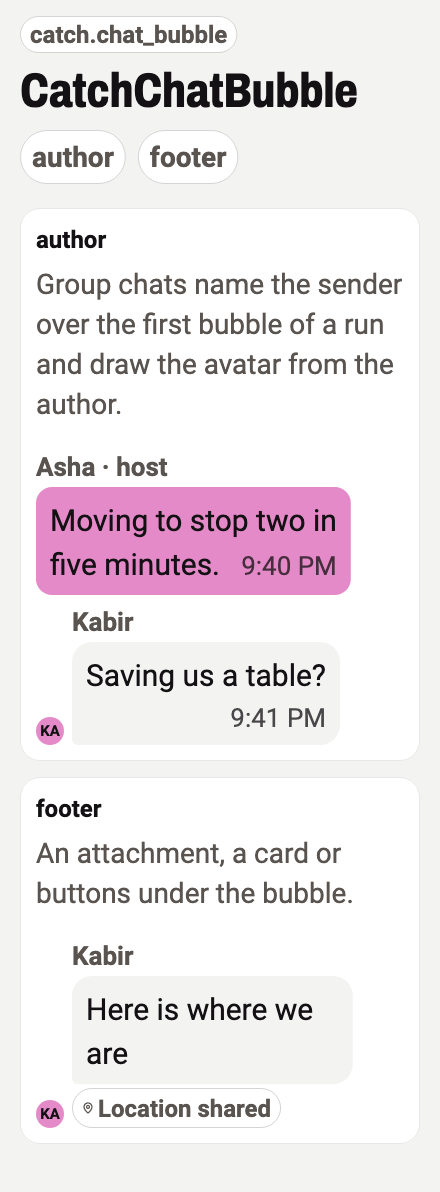 catch.chat_bubble
CatchChatBubble
author
footer
author
Group chats name the sender
over the first bubble of a run
and draw the avatar from the
author.
Asha · host
Moving to stop two in
five minutes. 9:40 PM
Kabir
Saving us a table?
9:41 PM
KA
footer
An attachment, a card or
buttons under the bubble.
Kabir
Here is where we
are
KA
Location shared